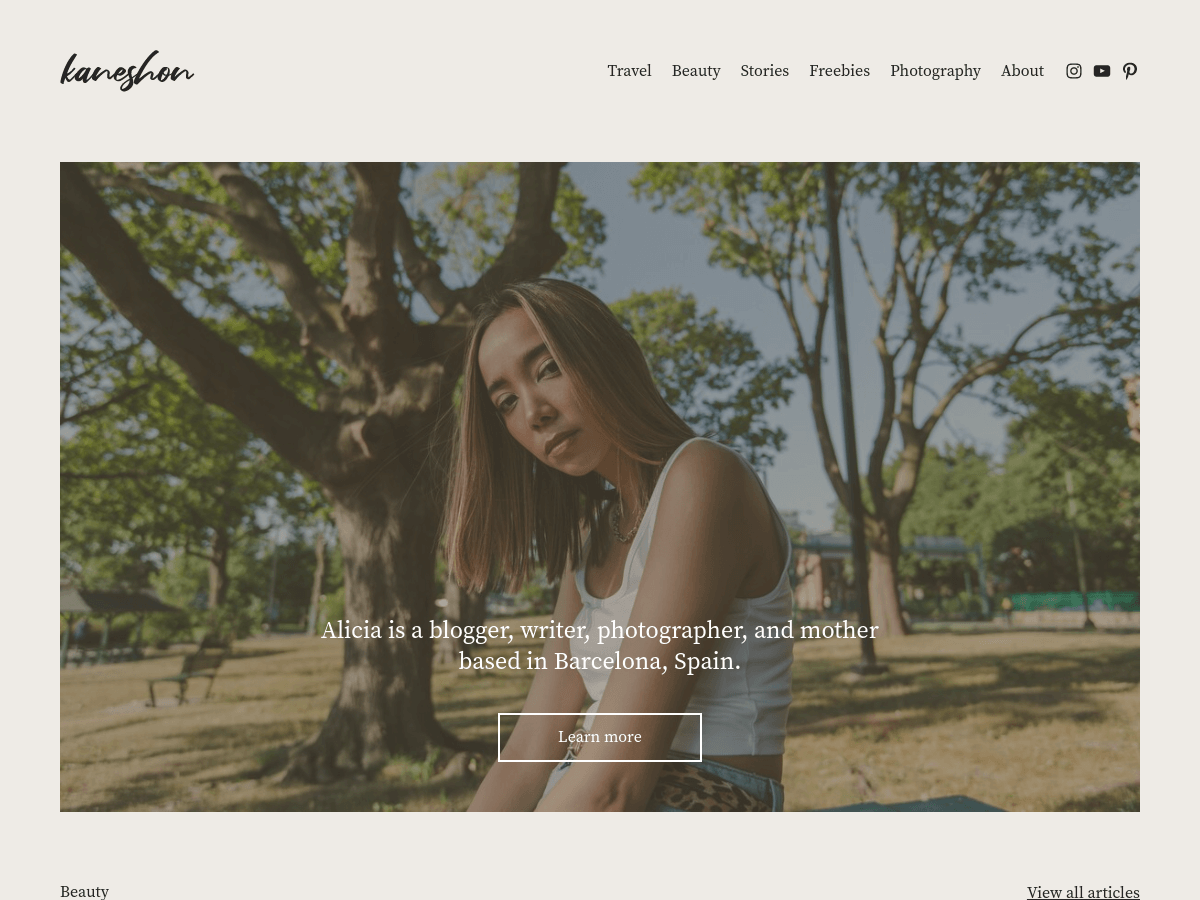 kaneshon
Travel Beauty Stories Freebies Photography About
Alicia is a blogger, writer, photographer, and mother
based in Barcelona, Spain.
Learn more
Beauty View all articles